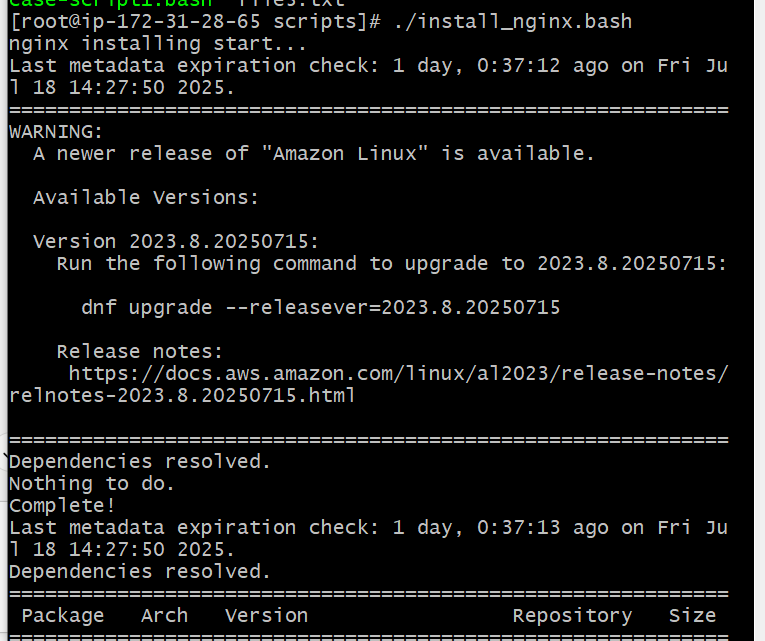 case-script1.bash  file3.txt
[root@ip-172-31-28-65 scripts]# ./install_nginx.bash
nginx installing start...
Last metadata expiration check: 1 day, 0:37:12 ago on Fri Ju
l 18 14:27:50 2025.
============================================================
WARNING:
  A newer release of "Amazon Linux" is available.

  Available Versions:

  Version 2023.8.20250715:
    Run the following command to upgrade to 2023.8.20250715:

      dnf upgrade --releasever=2023.8.20250715

    Release notes:
     https://docs.aws.amazon.com/linux/al2023/release-notes/
relnotes-2023.8.20250715.html

============================================================
Dependencies resolved.
Nothing to do.
Complete!
Last metadata expiration check: 1 day, 0:37:13 ago on Fri Ju
l 18 14:27:50 2025.
Dependencies resolved.
============================================================
 Package   Arch   Version                 Repository   Size
============================================================